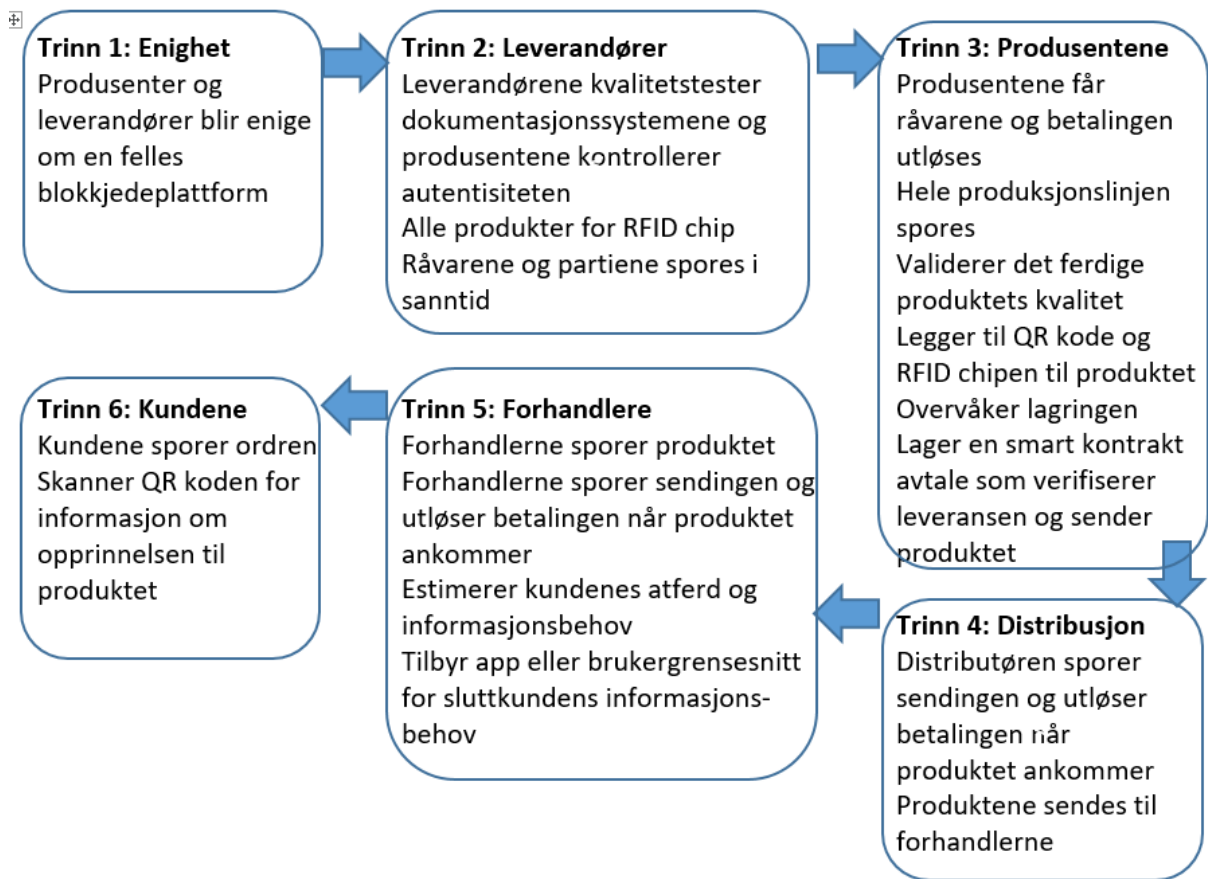 Trinn 1: Enighet
Produsenter og
leverandører blir enige
om en felles
blokkjedeplattform
Trinn 2: Leverandører
Leverandørene kvalitetstester
dokumentasjonssystemene og
produsentene kontrollerer
autentisiteten
Alle produkter for RFID chip
Råvarene og partiene spores i
sanntid
Trinn 3: Produsentene
Produsentene får
råvarene og betalingen
utløses
Hele produksjonslinjen
spores
Validerer det ferdige
produktets kvalitet
Legger til QR kode og
RFID chipen til produktet
Overvåker lagringen
Lager en smart kontrakt
avtale som verifiserer
leveransen og sender
produktet
Trinn 4: Distribusjon
Distributøren sporer
sendingen og utløser
betalingen når
produktet ankommer
Produktene sendes til
forhandlerne
Trinn 5: Forhandlere
Forhandlerne sporer produktet
Forhandlerne sporer sendingen og
utløser betalingen når produktet
ankommer
Estimerer kundenes atferd og
informasjonsbehov
Tilbyr app eller brukergrensesnitt
for sluttkundens informasjons-
behov
Trinn 6: Kundene
Kundene sporer ordren
Skanner QR koden for
informasjon om
opprinnelsen til
produktet